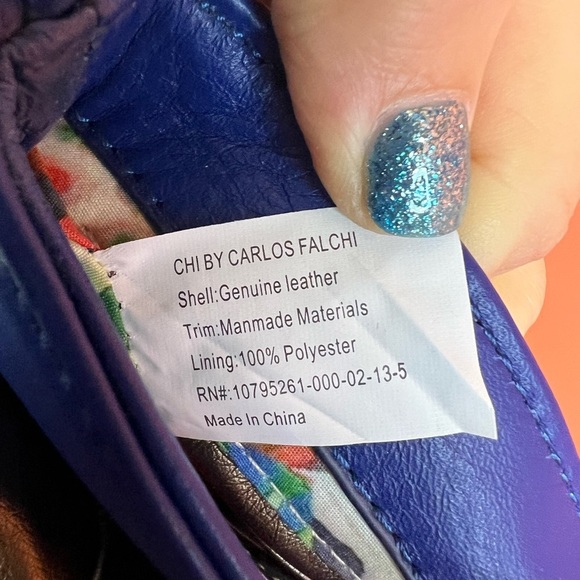 CHI BY CARLOS FALCHI
Shell:Genuine leather
Trim:Manmade Materials
Lining:100% Polyester
RN#:10795261-000-02-13-5
Made In China